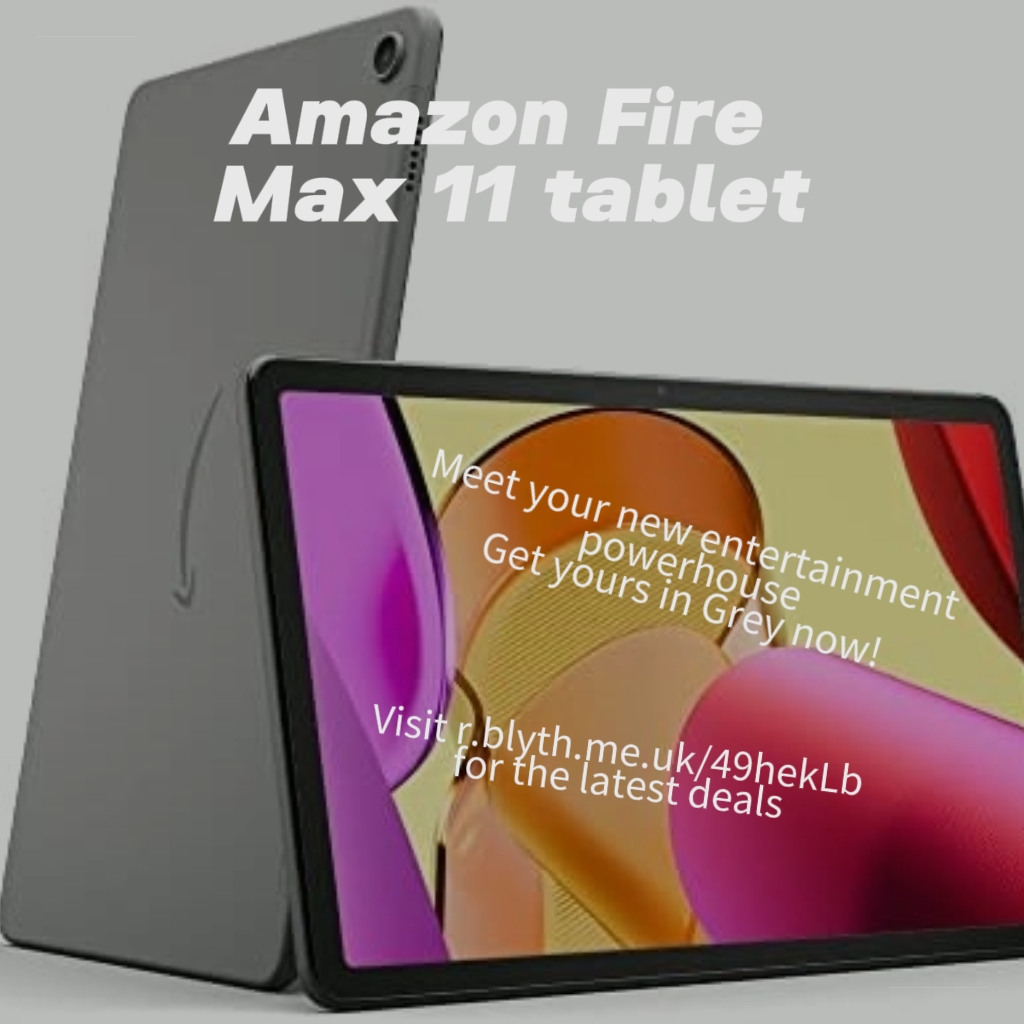 Amazon Fire
Max 11 tablet
Meet your new entertainment
powerhouse
Get yours in Grey now!
Visit r.blyth.me.uk/49hekLb
for the latest deals